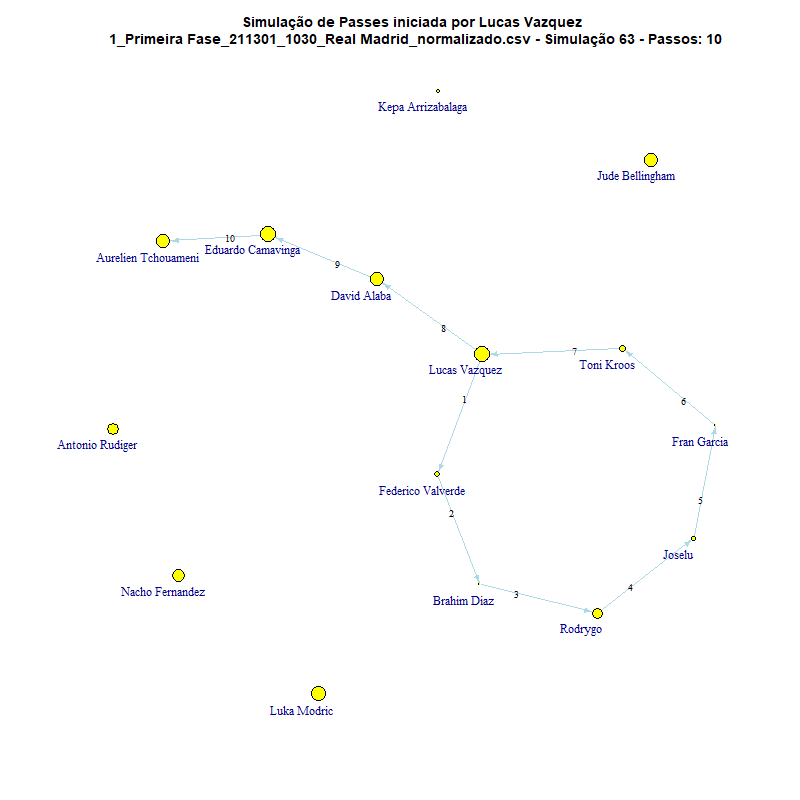 Simulação de Passes iniciada por Lucas Vazquez
1_Primeira Fase_211301_1030_Real Madrid_normalizado.csv - Simulação 63 - Passos: 10
Kepa Arrizabalaga
Jude Bellingham
10
Eduardo Camavinga
Aurelien Tchouameni
9
David Alaba
8
7
Toni Kroos
Lucas Vazquez
1
6
Fran Garcia
Antonio Rudiger
Federico Valverde
5
2
Joselu
4
Nacho Fernandez
3
Brahim Diaz
Rodrygo
Luka Modric